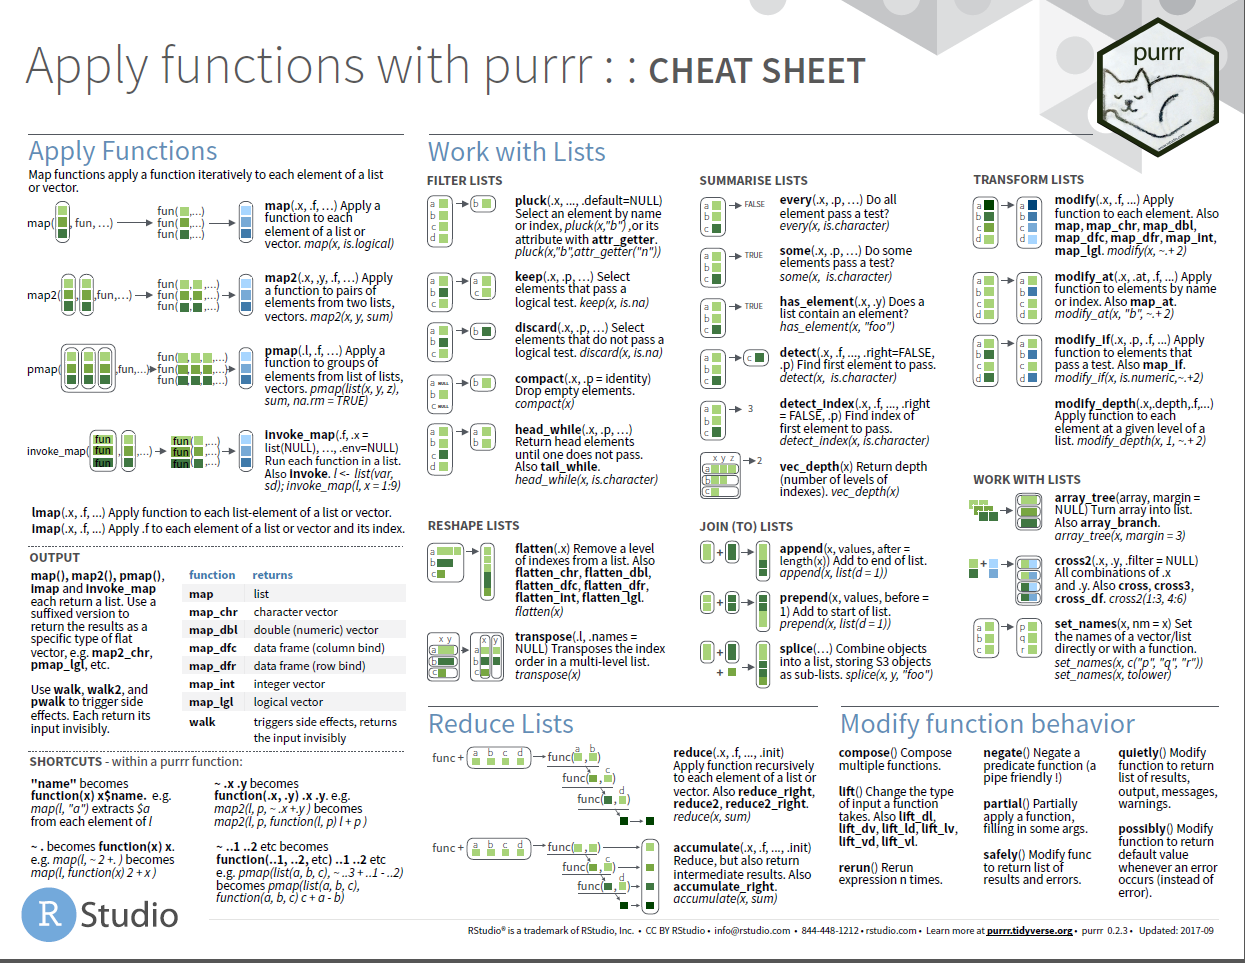 Apply functions with purrr : : CHEAT SHEET
purrr
Apply Functions
Map functions apply a function iteratively to each element of a list
or vector.
map( , fun, …)
fun( ,…)
fun( ,…)
fun( ,…)
map(.x, .f, …) Apply a
function to each
element of a list or
vector. map(x, is.logical)
map2( , ,fun,…)
fun( , ,…)
fun( , ,…)
fun( , ,…)
map2(.x, ,y, .f, …) Apply
a function to pairs of
elements from two lists,
vectors. map2(x, y, sum)
pmap( ,fun,…)
fun( , , ,…)
fun( , , ,…)
fun( , , ,…)
pmap(.l, .f, …) Apply a
function to groups of
elements from list of lists,
vectors. pmap(list(x, y, z),
sum, na.rm = TRUE)
invoke_map( fun fun fun , ,…)
fun ( ,…)
fun ( ,…)
fun ( ,…)
invoke_map(.f, .x =
list(NULL), …, .env=NULL)
Run each function in a list.
Also invoke. l <- list(var,
sd); invoke_map(l, x = 1:9)
lmap(.x, .f, ...) Apply function to each list-element of a list or vector.
imap(.x, .f, ...) Apply .f to each element of a list or vector and its index.
OUTPUT
map(), map2(), pmap(),
imap and invoke_map
each return a list. Use a
suffixed version to
return the results as a
specific type of flat
vector, e.g. map2_chr,
pmap_lgl, etc.
Use walk, walk2, and
pwalk to trigger side
effects. Each return its
input invisibly.
function returns
map list
map_chr character vector
map_dbl double (numeric) vector
map_dfc data frame (column bind)
map_dfr data frame (row bind)
map_int integer vector
map_lgl logical vector
walk triggers side effects, returns
the input invisibly
SHORTCUTS - within a purrr function:
"name" becomes
function(x) x$name. e.g.
map(l, "a") extracts $a
from each element of l
~ . becomes function(x) x.
e.g. map(l, ~ 2 +. ) becomes
map(l, function(x) 2 + x )
~ .x .y becomes
function(.x, .y) .x .y. e.g.
map2(l, p, ~ .x +.y ) becomes
map2(l, p, function(l, p) l + p )
~ ..1 ..2 etc becomes
function(..1, ..2, etc) ..1 ..2 etc
e.g. pmap(list(a, b, c), ~ ..3 + ..1 - ..2)
becomes pmap(list(a, b, c),
function(a, b, c) c + a - b)
R Studio
Work with Lists
FILTER LISTS
a b c d
b
pluck(.x, ..., .default=NULL)
Select an element by name
or index, pluck(x,"b") ,or its
attribute with attr_getter.
pluck(x,"b",attr_getter("n"))
a b c
a c
keep(.x, .p, …) Select
elements that pass a
logical test. keep(x, is.na)
a b c
b
discard(.x, .p, …) Select
elements that do not pass a
logical test. discard(x, is.na)
a NULL
b
c NULL
b
compact(.x, .p = identity)
Drop empty elements.
compact(x)
a b c d
a b
head_while(.x, .p, …)
Return head elements
until one does not pass.
Also tail_while.
head_while(x, is.character)
RESHAPE LISTS
a b c
flatten(.x) Remove a level
of indexes from a list. Also
flatten_chr, flatten_dbl,
flatten_dfc, flatten_dfr,
flatten_int, flatten_lgl.
flatten(x)
x y
a b c
x y
a b c
transpose(.l, .names =
NULL) Transposes the index
order in a multi-level list.
transpose(x)
SUMMARISE LISTS
a b c
FALSE
every(.x, .p, …) Do all
element pass a test?
every(x, is.character)
a b c
TRUE
some(.x, .p, …) Do some
elements pass a test?
some(x, is.character)
a b c
TRUE
has_element(.x, .y) Does a
list contain an element?
has_element(x, "foo")
a b c
c
detect(.x, .f, ..., .right=FALSE,
.p) Find first element to pass.
detect(x, is.character)
a b c
3
detect_index(.x, .f, ..., .right
= FALSE, .p) Find index of
first element to pass.
detect_index(x, is.character)
x y z
a b c
2
vec_depth(x) Return depth
(number of levels of
indexes). vec_depth(x)
JOIN (TO) LISTS
+
append(x, values, after =
length(x)) Add to end of list.
append(x, list(d = 1))
+
prepend(x, values, before =
1) Add to start of list.
prepend(x, list(d = 1))
+
+
splice(…) Combine objects
into a list, storing S3 objects
as sub-lists. splice(x, y, "foo")
TRANSFORM LISTS
a b c d
a b c d
modify(.x, .f, ...) Apply
function to each element. Also
map, map_chr, map_dbl,
map_dfc, map_dfr, map_int,
map_lgl. modify(x, ~.+ 2)
a b c d
a b c d
modify_at(.x, .at, .f, ...) Apply
function to elements by name
or index. Also map_at.
modify_at(x, "b", ~.+ 2)
a b c d
a b c d
modify_if(.x, .p, .f, ...) Apply
function to elements that
pass a test. Also map_if.
modify_if(x, is.numeric,~.+2)
modify_depth(.x,.depth,.f,...)
Apply function to each
element at a given level of a
list. modify_depth(x, 1, ~.+ 2)
WORK WITH LISTS
array_tree(array, margin =
NULL) Turn array into list.
Also array_branch.
array_tree(x, margin = 3)
+
cross2(.x, .y, .filter = NULL)
All combinations of .x
and .y. Also cross, cross3,
cross_df. cross2(1:3, 4:6)
a b c
p q r
set_names(x, nm = x) Set
the names of a vector/list
directly or with a function.
set_names(x, c("p", "q", "r"))
set_names(x, tolower)
Reduce Lists
func + a b c d
func( a , b )
func( , c )
func( , d )
reduce(.x, .f, ..., .init)
Apply function recursively
to each element of a list or
vector. Also reduce_right,
reduce2, reduce2_right.
reduce(x, sum)
func + a b c d
func( a , b )
func( , c )
func( , d )
accumulate(.x, .f, ..., .init)
Reduce, but also return
intermediate results. Also
accumulate_right.
accumulate(x, sum)
Modify function behavior
compose() Compose
multiple functions.
lift() Change the type
of input a function
takes. Also lift_dl,
lift_dv, lift_ld, lift_lv,
lift_vd, lift_vl.
rerun() Rerun
expression n times.
negate() Negate a
predicate function (a
pipe friendly !)
partial() Partially
apply a function,
filling in some args.
safely() Modify func
to return list of
results and errors.
quietly() Modify
function to return
list of results,
output, messages,
warnings.
possibly() Modify
function to return
default value
whenever an error
occurs (instead of
error).
RStudio® is a trademark of RStudio, Inc. • CC BY RStudio • info@rstudio.com • 844-448-1212 • rstudio.com • Learn more at purrr.tidyverse.org • purrr 0.2.3 • Updated: 2017-09